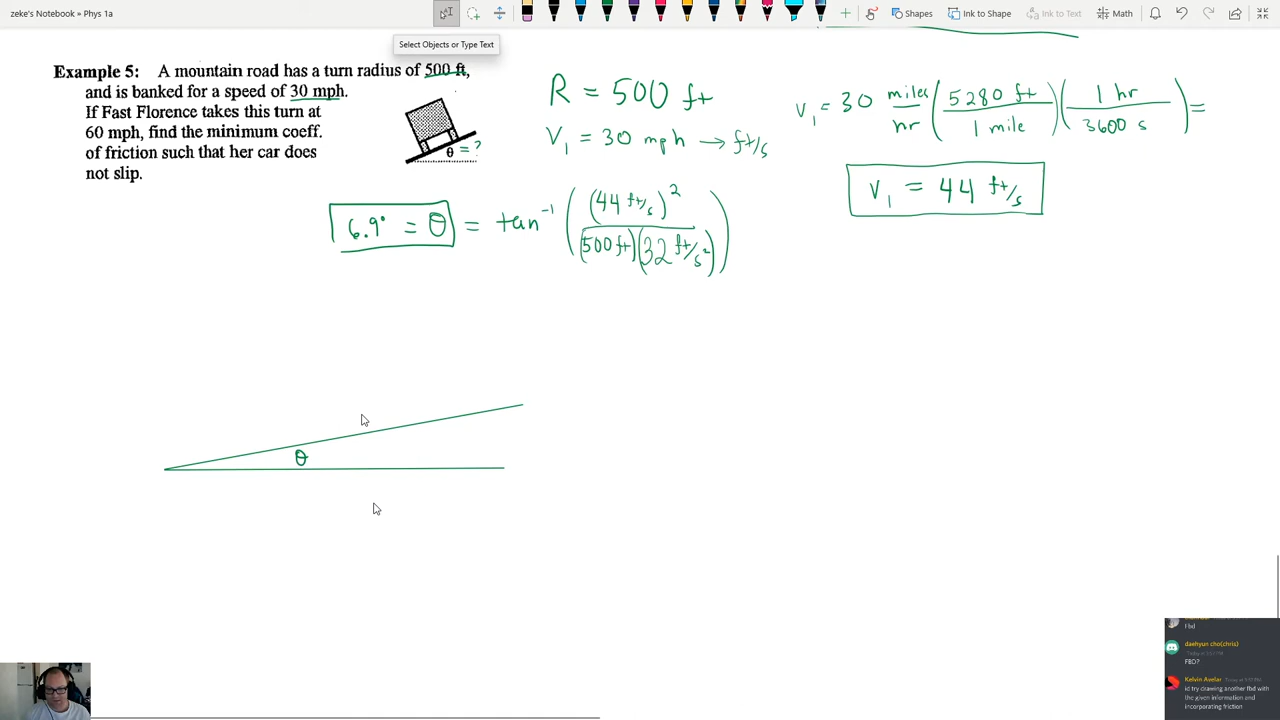 zeke's Notebook » Phys 1a
Shapes
Ink to Shape
Ink to Text
Math
Select Objects or Type Text
Example 5: A mountain road has a turn radius of 500 ft,
and is banked for a speed of 30 mph.
If Fast Florence takes this turn at
60 mph, find the minimum coeff.
of friction such that her car does
not slip.
θ = ?
R = 500 ft
V₁ = 30 mph → ft/s
V₁ = 30 miles/hr (5280 ft / 1 mile)(1 hr / 3600 s) =
V₁ = 44 ft/s
6.9° = θ = tan⁻¹ ((44 ft/s)² / (500 ft)(32 ft/s²))
θ
fbd
daehyun cho(chris)
FBD?
Kelvin Avelar
id try drawing another fbd with
the given information and
incorporating friction